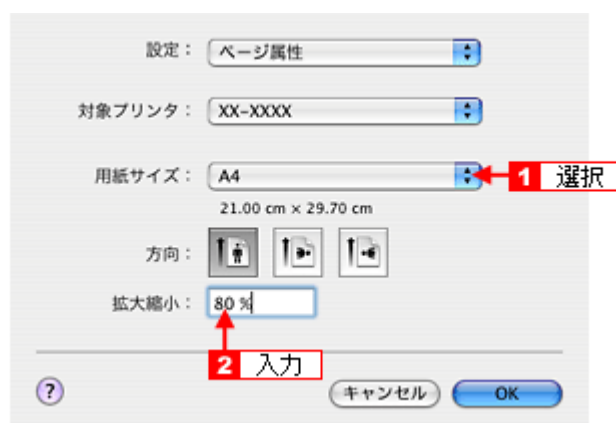 設定： ページ属性
対象プリンタ： XX-XXXX
用紙サイズ： A4 1 選択
21.00 cm × 29.70 cm
方向：
拡大縮小： 80 %
2 入力
? キャンセル OK